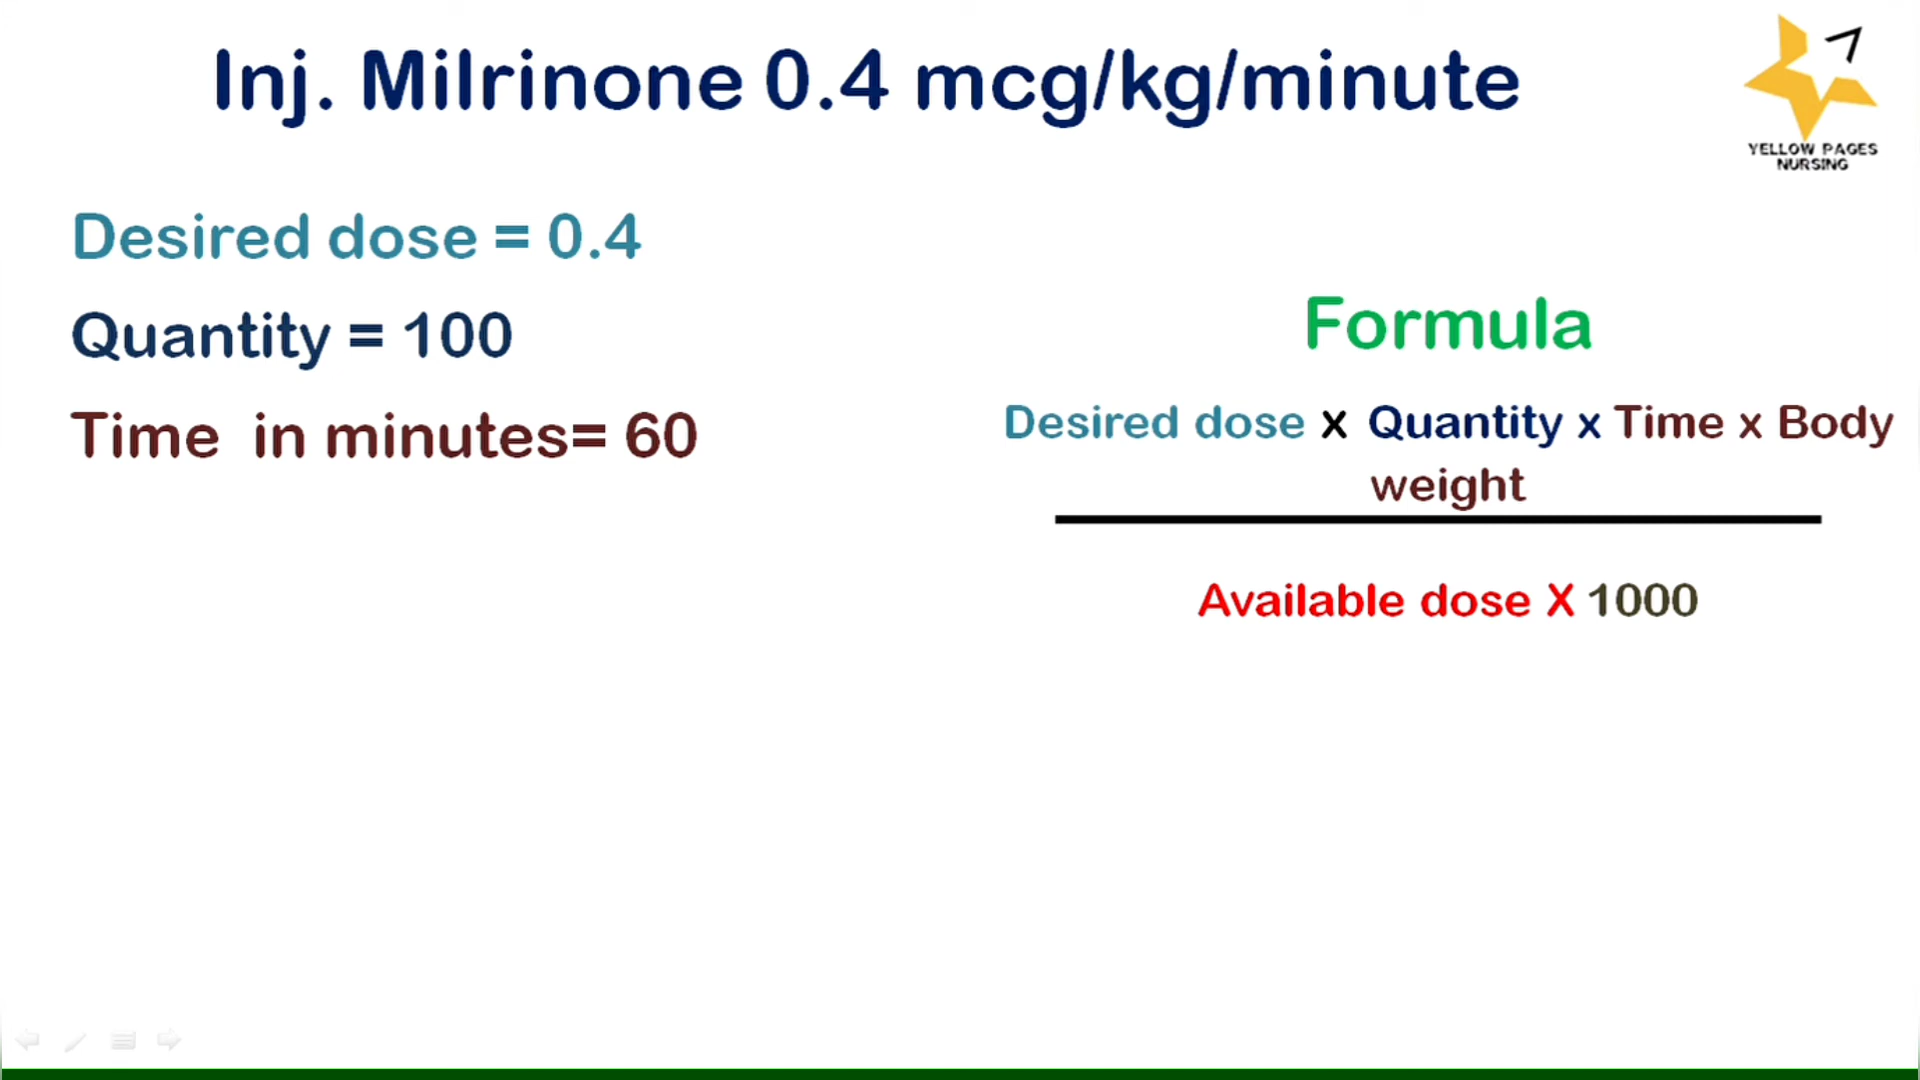 Inj. Milrinone 0.4 mcg/kg/minute
YELLOW PAGES
NURSING
Desired dose = 0.4
Quantity = 100
Time in minutes= 60
Formula
Desired dose x Quantity x Time x Body
weight
Available dose X 1000